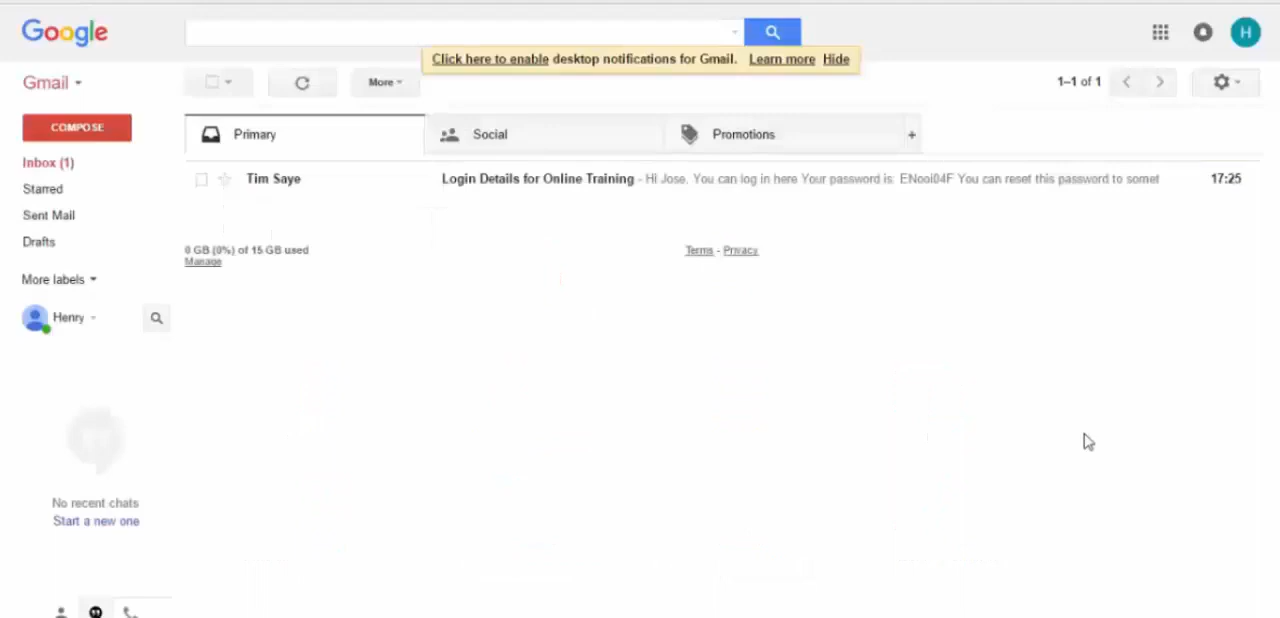 Google
Click here to enable desktop notifications for Gmail. Learn more Hide
H
Gmail
More
1–1 of 1
COMPOSE
Primary
Social
Promotions
+
Inbox (1)
Tim Saye
Login Details for Online Training - Hi Jose, You can log in here Your password is: ENooi04F You can reset this password to somet
17:25
Starred
Sent Mail
Drafts
0 GB (0%) of 15 GB used
Manage
Terms - Privacy
More labels
Henry
No recent chats
Start a new one